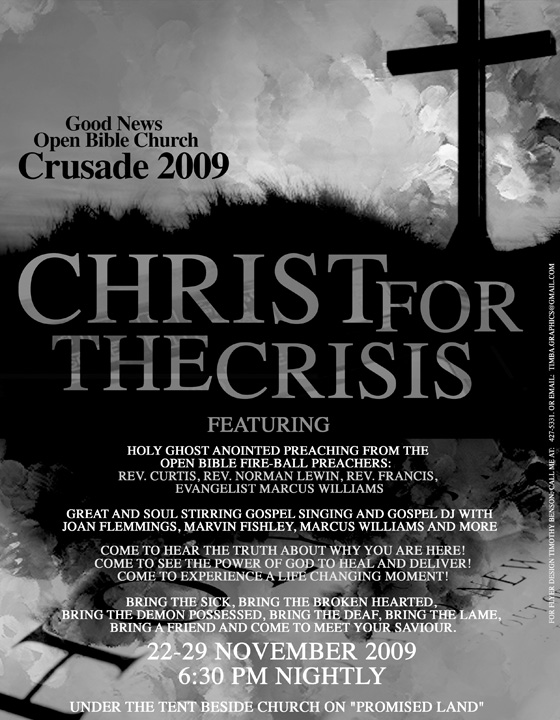 Good News
Open Bible Church
Crusade 2009
CHRIST FOR
THE CRISIS
FEATURING
HOLY GHOST ANOINTED PREACHING FROM THE
OPEN BIBLE FIRE-BALL PREACHERS:
REV. CURTIS, REV. NORMAN LEWIN, REV. FRANCIS,
EVANGELIST MARCUS WILLIAMS
GREAT AND SOUL STIRRING GOSPEL SINGING AND GOSPEL DJ WITH
JOAN FLEMMINGS, MARVIN FISHLEY, MARCUS WILLIAMS AND MORE
COME TO HEAR THE TRUTH ABOUT WHY YOU ARE HERE!
COME TO SEE THE POWER OF GOD TO HEAL AND DELIVER!
COME TO EXPERIENCE A LIFE CHANGING MOMENT!
BRING THE SICK, BRING THE BROKEN HEARTED,
BRING THE DEMON POSSESSED, BRING THE DEAF, BRING THE LAME,
BRING A FRIEND AND COME TO MEET YOUR SAVIOUR.
22-29 NOVEMBER 2009
6:30 PM NIGHTLY
UNDER THE TENT BESIDE CHURCH ON "PROMISED LAND"
FOR FLYER DESIGN TIMOTHY BENSON: CALL ME AT: 427-5331. OR EMAIL: TIMBA.GRAPHICS@GMAIL.COM